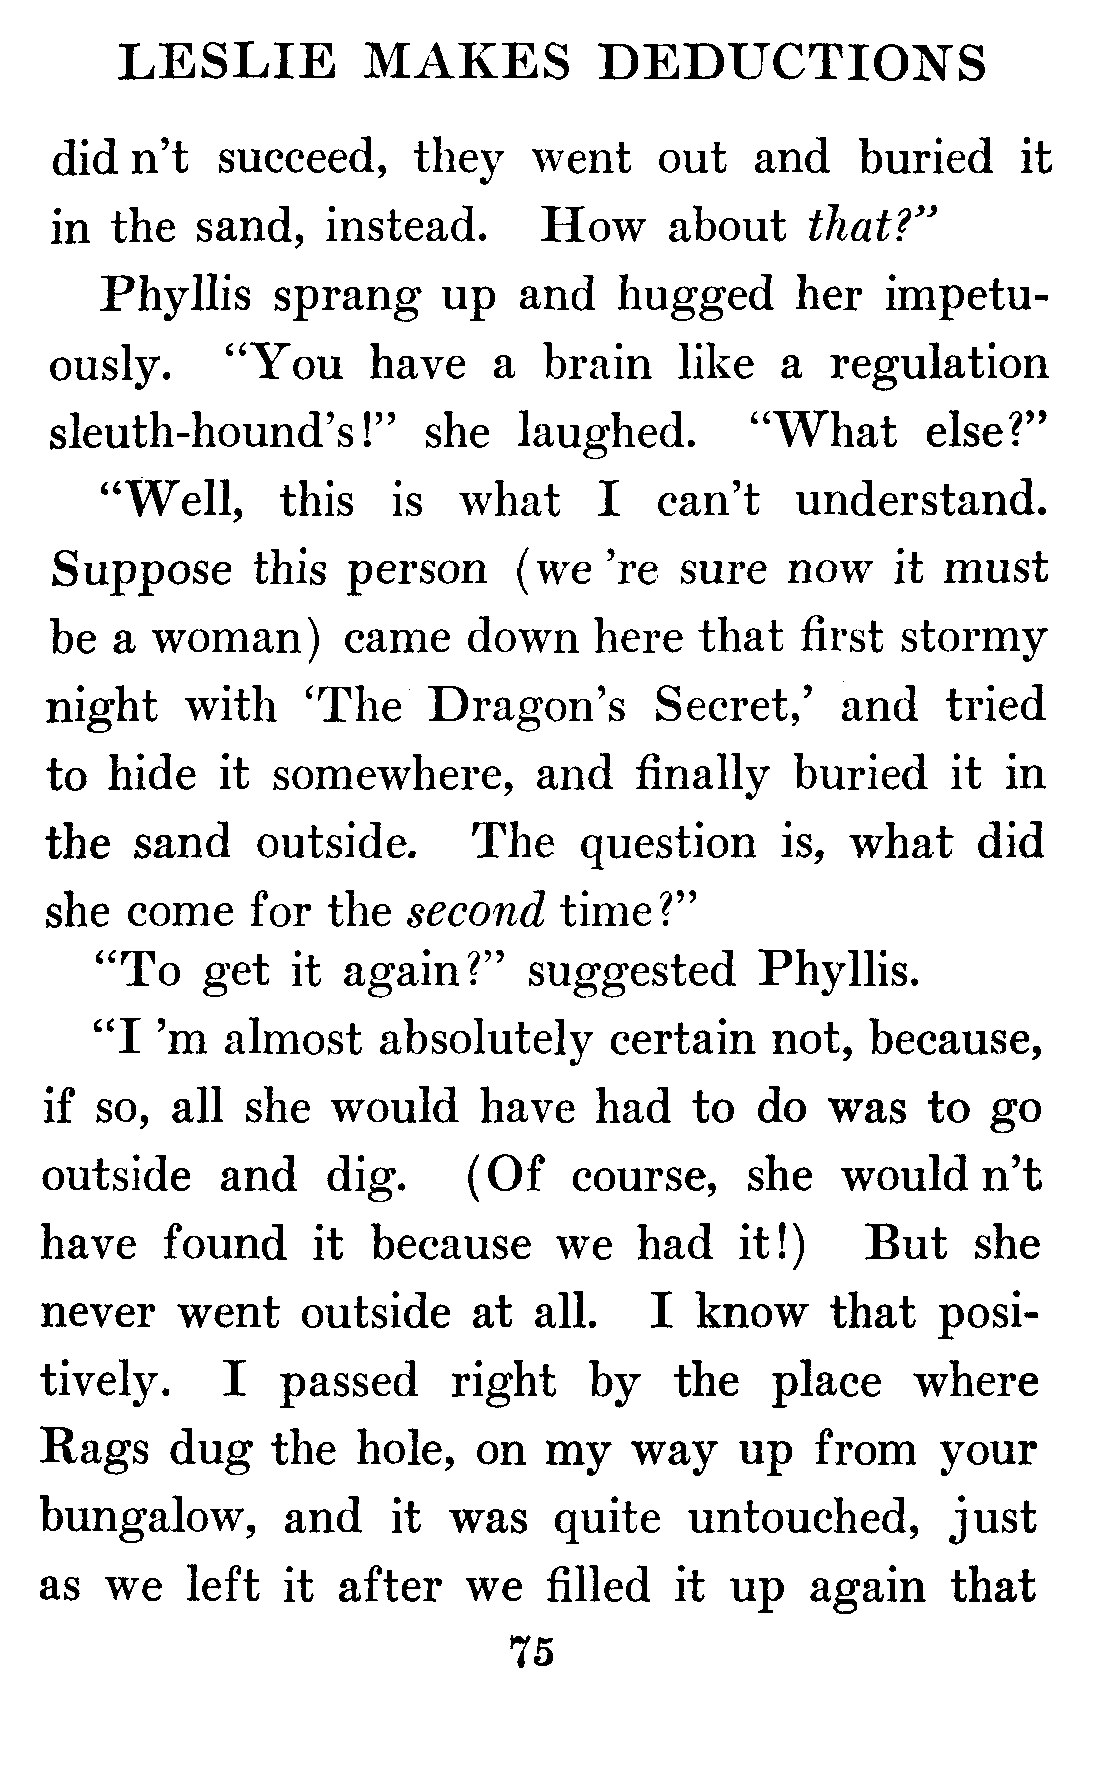 LESLIE MAKES DEDUCTIONS
did n't succeed, they went out and buried it
in the sand, instead. How about that?"
Phyllis sprang up and hugged her impetu-
ously. "You have a brain like a regulation
sleuth-hound's!" she laughed. "What else?"
"Well, this is what I can't understand.
Suppose this person (we 're sure now it must
be a woman) came down here that first stormy
night with 'The Dragon's Secret,' and tried
to hide it somewhere, and finally buried it in
the sand outside. The question is, what did
she come for the second time?"
"To get it again?" suggested Phyllis.
"I 'm almost absolutely certain not, because,
if so, all she would have had to do was to go
outside and dig. (Of course, she would n't
have found it because we had it!) But she
never went outside at all. I know that posi-
tively. I passed right by the place where
Rags dug the hole, on my way up from your
bungalow, and it was quite untouched, just
as we left it after we filled it up again that
75